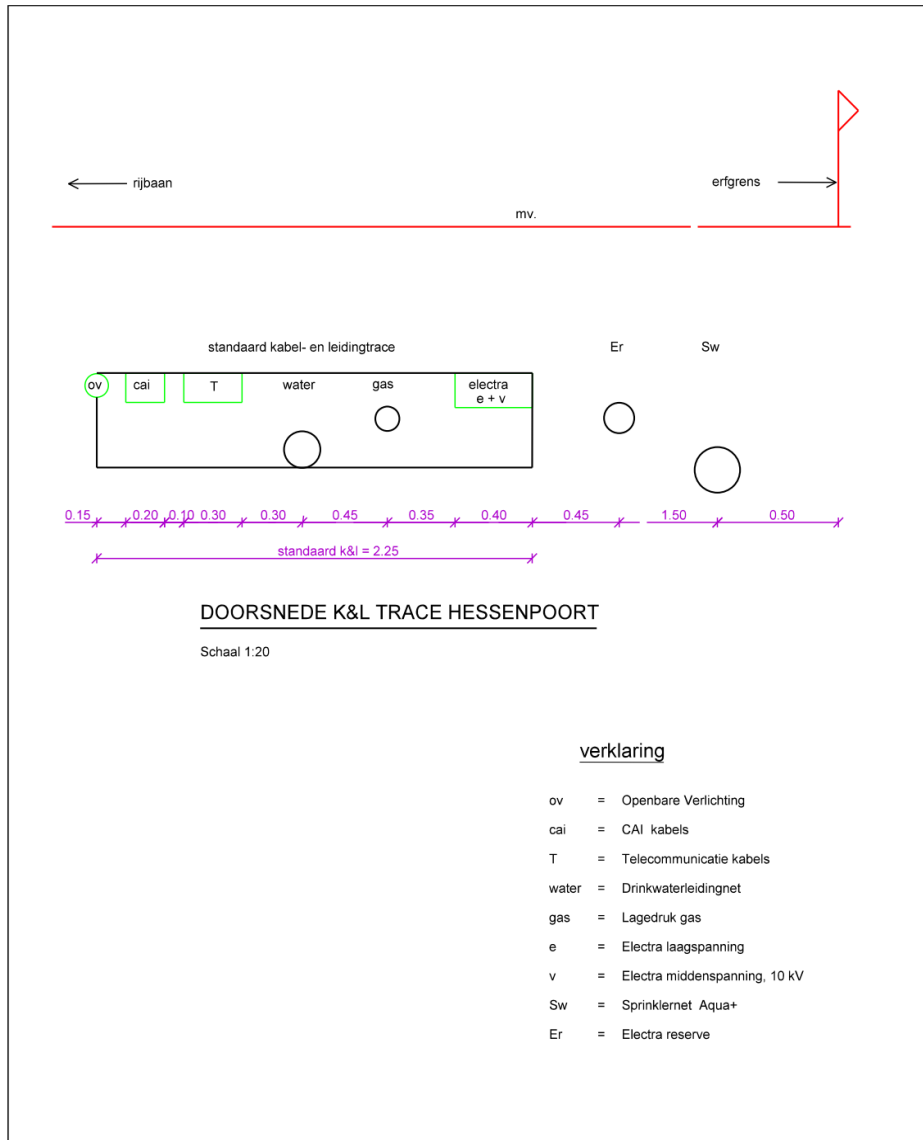 rijbaan
erfgrens
mv.
standaard kabel- en leidingtrace
Er
Sw
ov
cai
T
water
gas
electra
e + v
0.15 0.20 0.10 0.30 0.30 0.45 0.35 0.40 0.45 1.50 0.50
standaard k&l = 2.25
DOORSNEDE K&L TRACE HESSENPOORT
Schaal 1:20
verklaring
ov = Openbare Verlichting
cai = CAI kabels
T = Telecommunicatie kabels
water = Drinkwaterleidingnet
gas = Lagedruk gas
e = Electra laagspanning
v = Electra middenspanning, 10 kV
Sw = Sprinklernet Aqua+
Er = Electra reserve